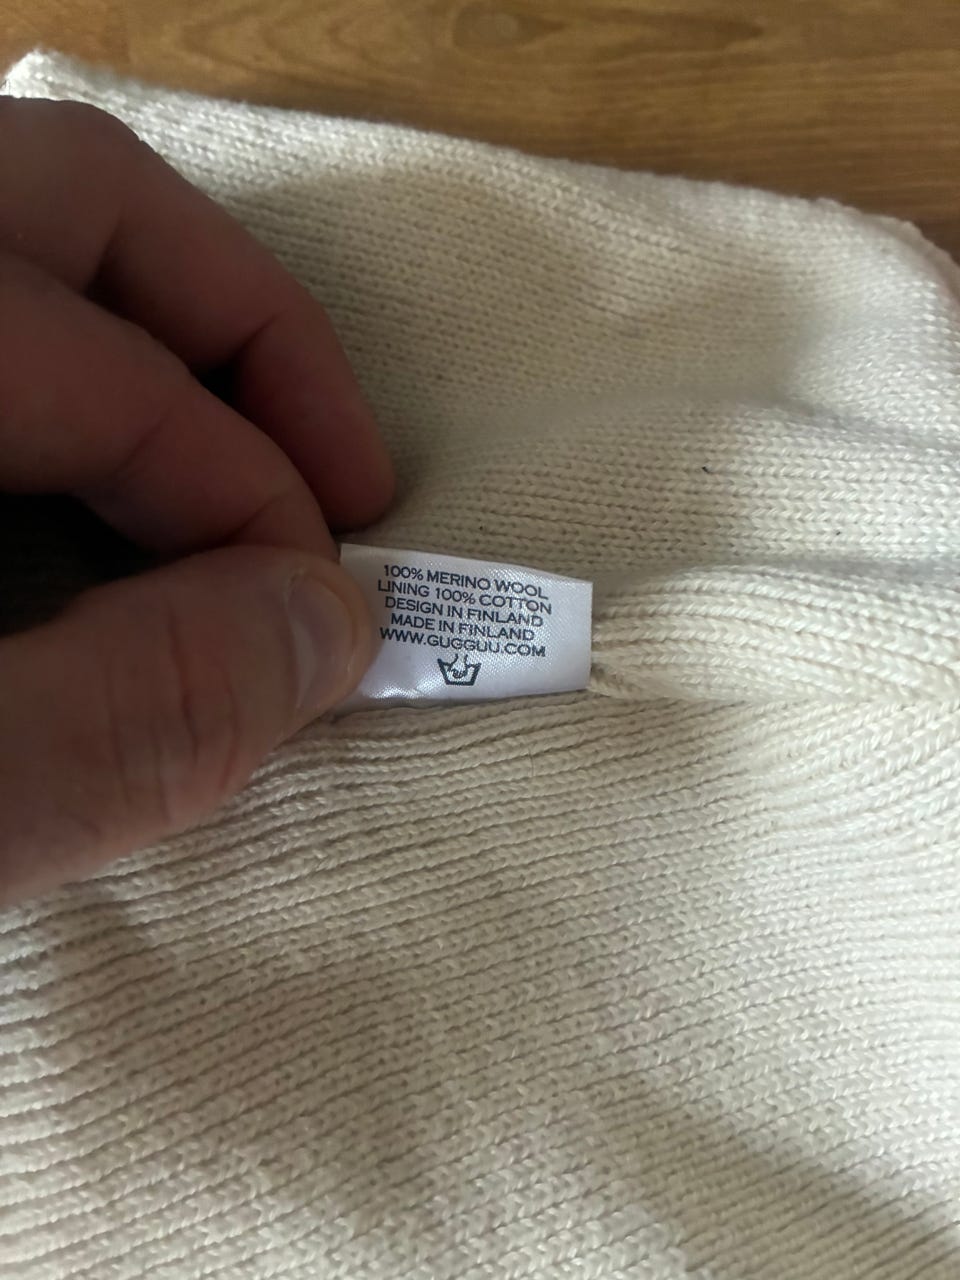 100% MERINO WOOL
LINING 100% COTTON
DESIGN IN FINLAND
MADE IN FINLAND
WWW.GUGGUU.COM